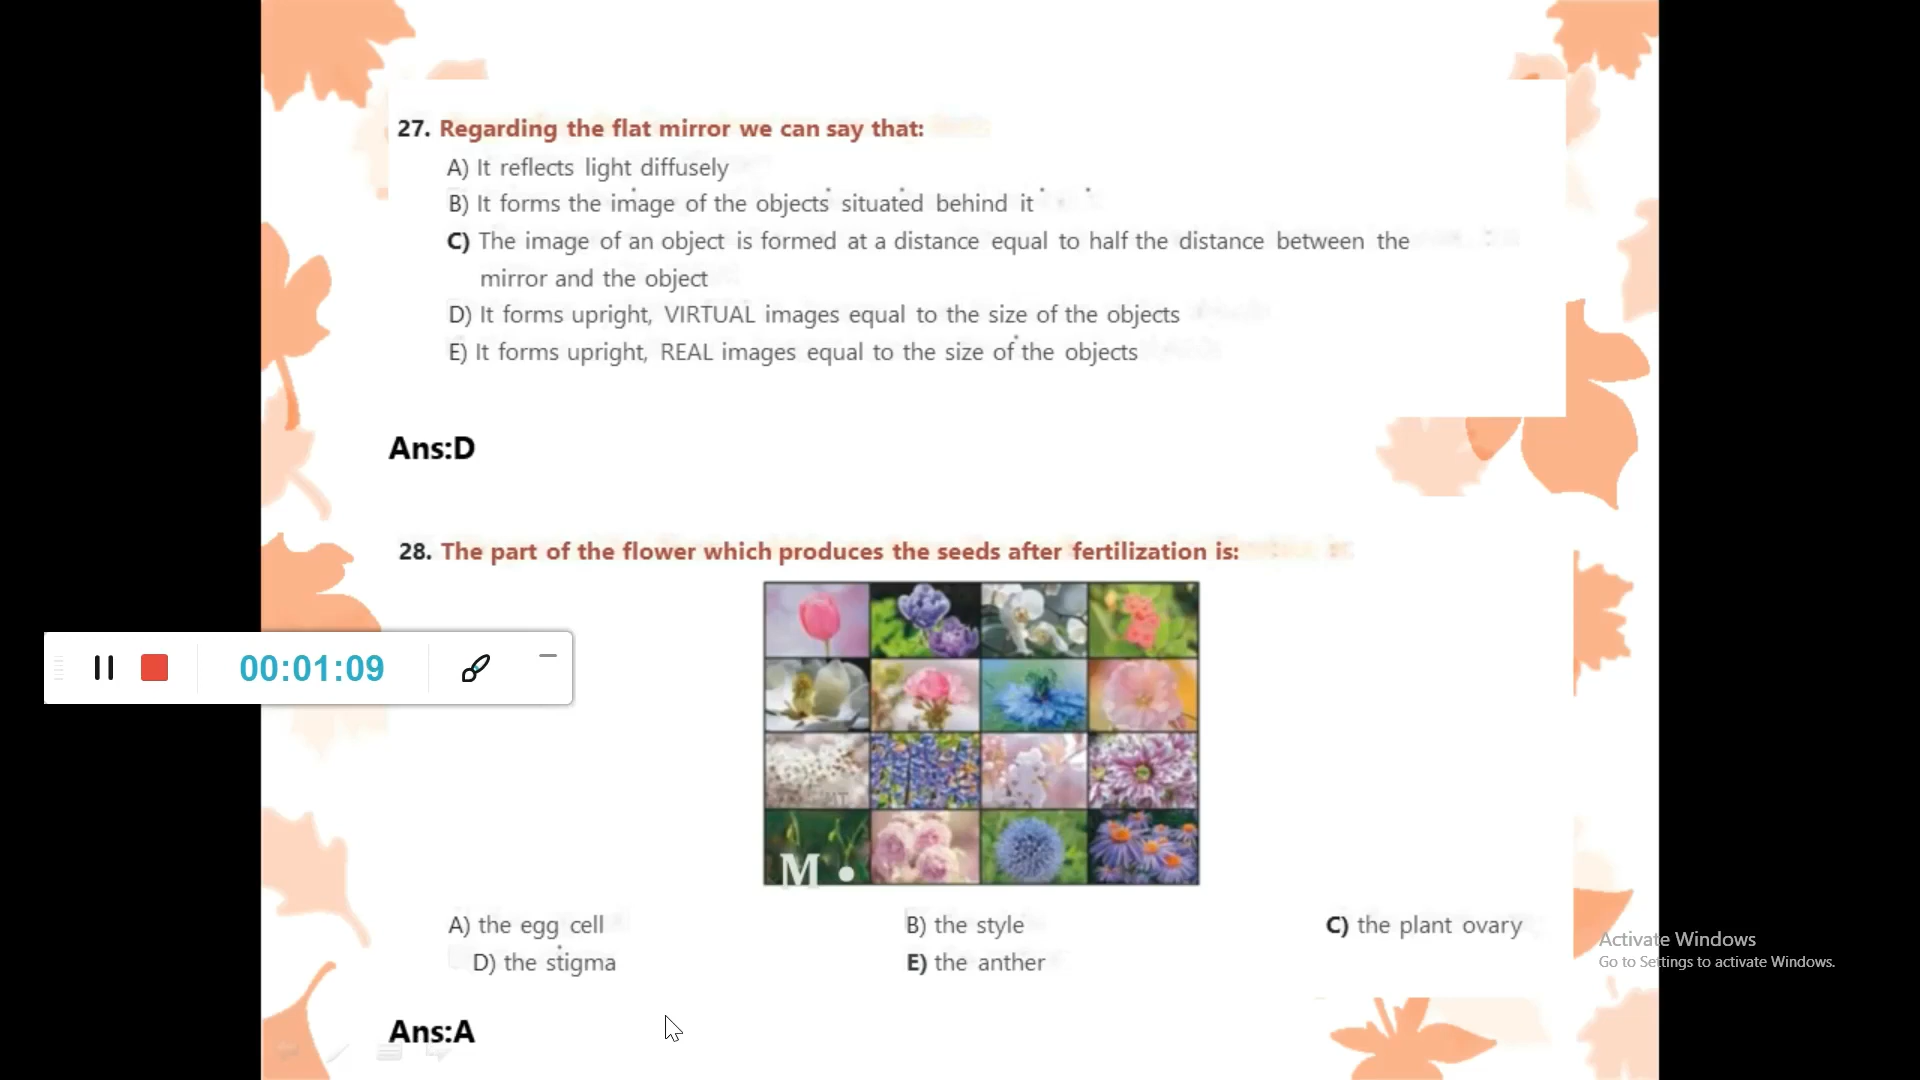 27. Regarding the flat mirror we can say that:
A) It reflects light diffusely
B) It forms the image of the objects situated behind it
C) The image of an object is formed at a distance equal to half the distance between the
mirror and the object
D) It forms upright, VIRTUAL images equal to the size of the objects
E) It forms upright, REAL images equal to the size of the objects
Ans:D
28. The part of the flower which produces the seeds after fertilization is:
00:01:09
M
A) the egg cell B) the style C) the plant ovary
D) the stigma E) the anther
Activate Windows
Go to Settings to activate Windows.
Ans:A